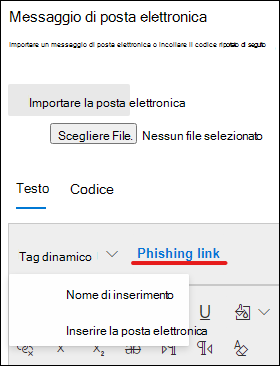 Messaggio di posta elettronica
Importare un messaggio di posta elettronica o incollare il codice riportato di seguito
Importare la posta elettronica
Scegliere File. Nessun file selezionato
Testo Codice
Tag dinamico Phishing link
Nome di inserimento
Inserire la posta elettronica
U
x X₂ ab